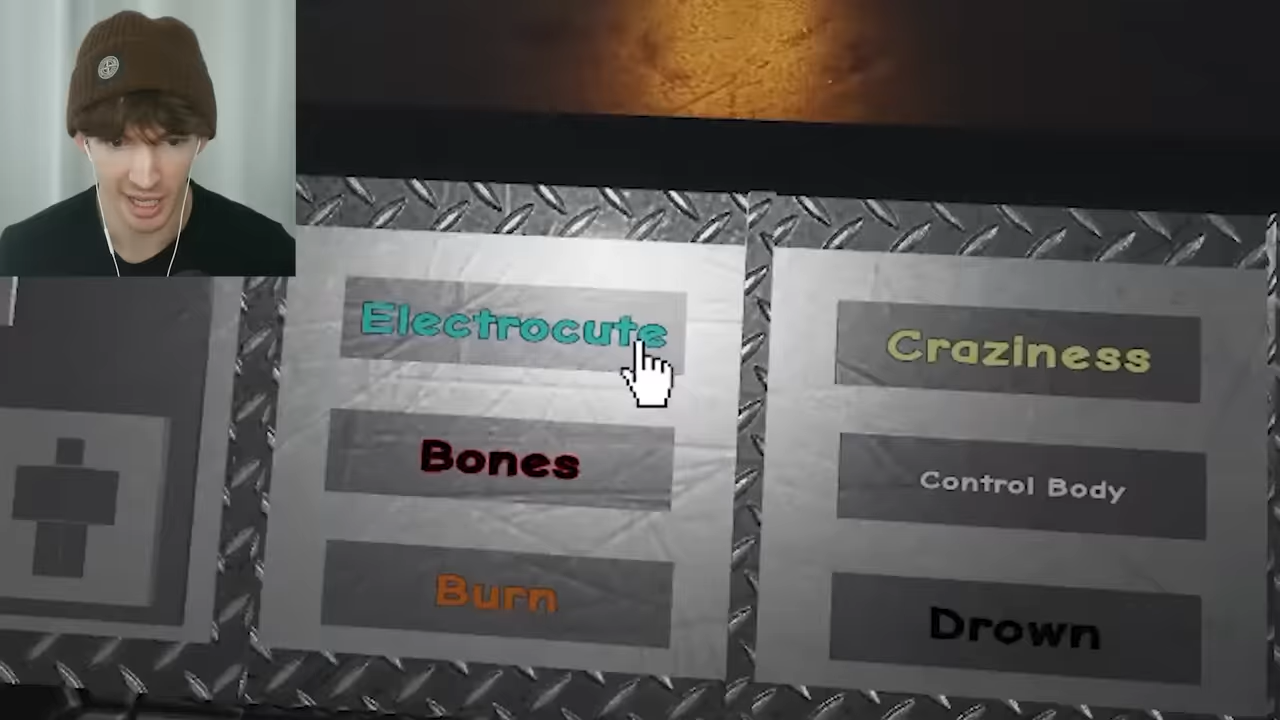 Electrocute
Bones
Burn
Craziness
Control Body
Drown